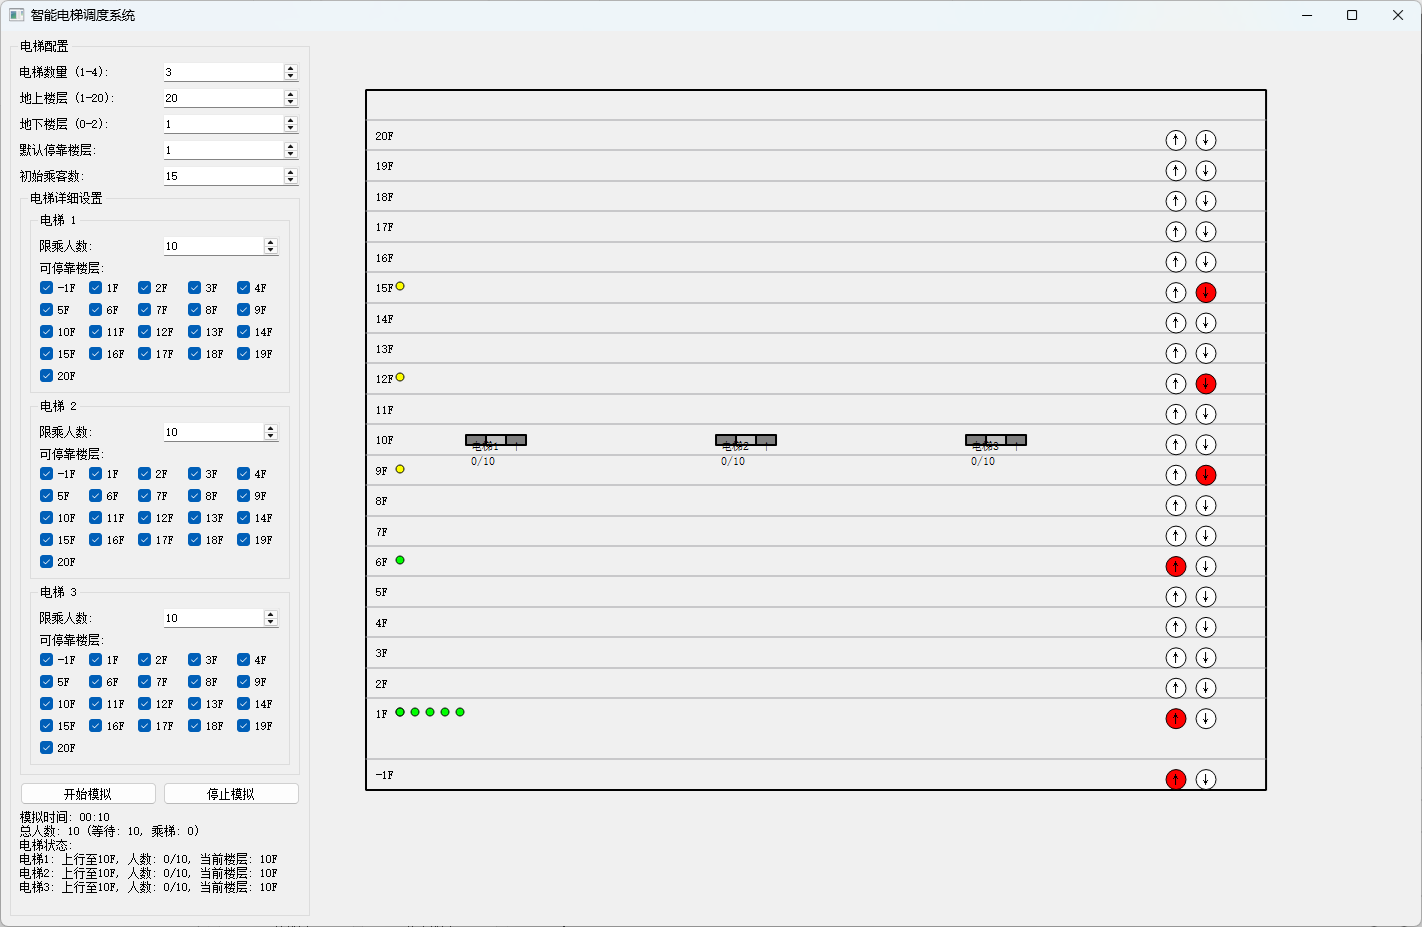 智能电梯调度系统
电梯配置
电梯数量 (1-4): 3
地上楼层 (1-20): 20
地下楼层 (0-2): 1
默认停靠楼层: 1
初始乘客数: 15
电梯详细设置
电梯 1
限乘人数: 10
可停靠楼层:
-1F 1F 2F 3F 4F
5F 6F 7F 8F 9F
10F 11F 12F 13F 14F
15F 16F 17F 18F 19F
20F
电梯 2
限乘人数: 10
可停靠楼层:
-1F 1F 2F 3F 4F
5F 6F 7F 8F 9F
10F 11F 12F 13F 14F
15F 16F 17F 18F 19F
20F
电梯 3
限乘人数: 10
可停靠楼层:
-1F 1F 2F 3F 4F
5F 6F 7F 8F 9F
10F 11F 12F 13F 14F
15F 16F 17F 18F 19F
20F
开始模拟 停止模拟
模拟时间: 00:10
总人数: 10 (等待: 10, 乘梯: 0)
电梯状态:
电梯1: 上行至10F, 人数: 0/10, 当前楼层: 10F
电梯2: 上行至10F, 人数: 0/10, 当前楼层: 10F
电梯3: 上行至10F, 人数: 0/10, 当前楼层: 10F
20F ↑ ↓
19F ↑ ↓
18F ↑ ↓
17F ↑ ↓
16F ↑ ↓
15F ↑ ↓
14F ↑ ↓
13F ↑ ↓
12F ↑ ↓
11F ↑ ↓
10F 电梯1 电梯2 电梯3 ↑ ↓
0/10 0/10 0/10
9F ↑ ↓
8F ↑ ↓
7F ↑ ↓
6F ↑ ↓
5F ↑ ↓
4F ↑ ↓
3F ↑ ↓
2F ↑ ↓
1F ↑ ↓
-1F ↑ ↓